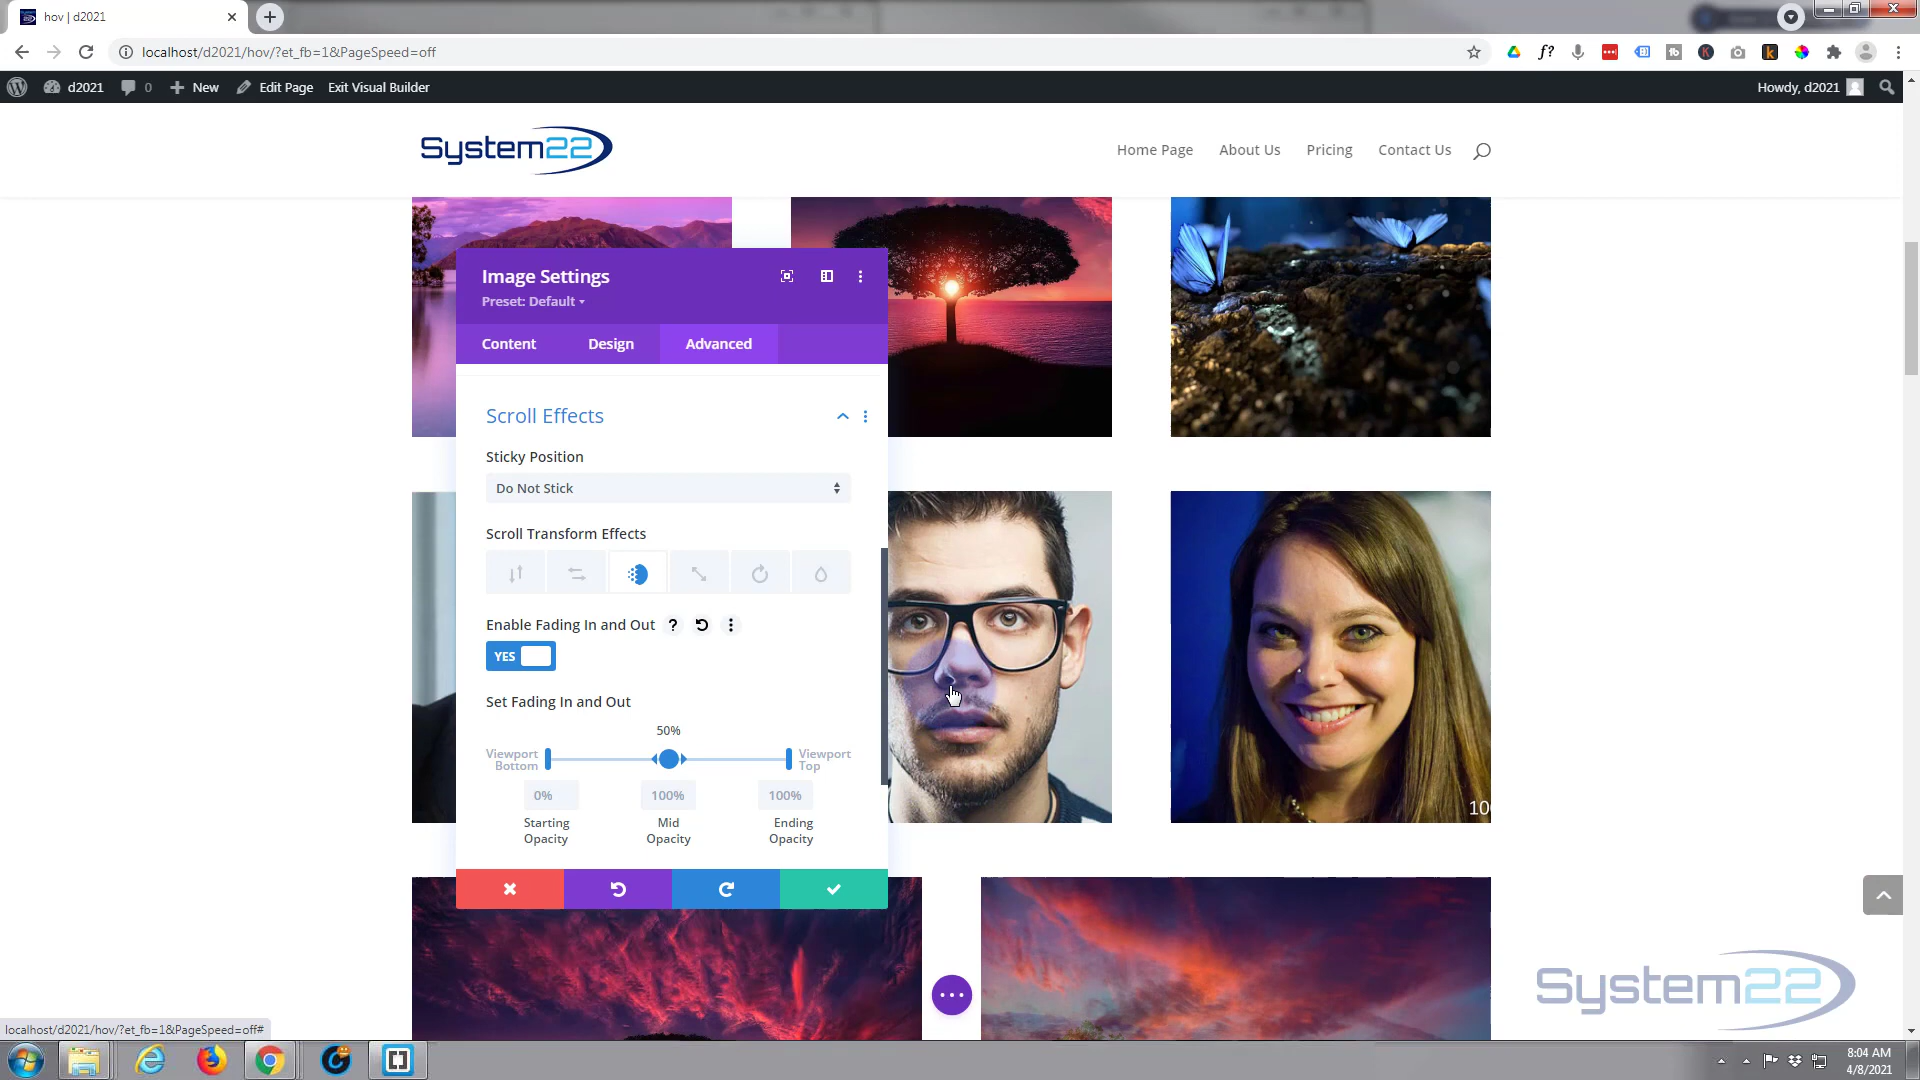 hov | d2021
localhost/d2021/hov/?et_fb=1&PageSpeed=off
d2021 0 New Edit Page Exit Visual Builder Howdy, d2021
System22 Home Page About Us Pricing Contact Us
Image Settings
Preset: Default
Content Design Advanced
Scroll Effects
Sticky Position
Do Not Stick
Scroll Transform Effects
Enable Fading In and Out ?
YES
Set Fading In and Out
50%
Viewport Bottom Viewport Top
0% 100% 100%
Starting Opacity Mid Opacity Ending Opacity
10
System22
localhost/d2021/hov/?et_fb=1&PageSpeed=off#
8:04 AM
4/8/2021